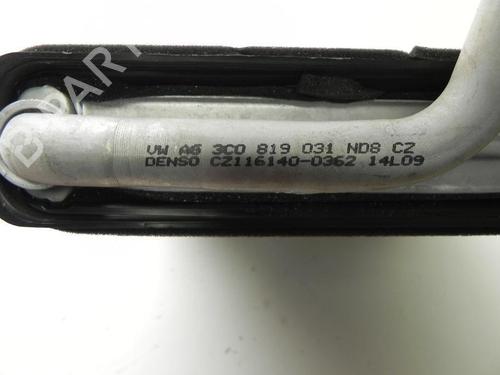 VW A6 3C0 819 031 ND8 CZ
DENSO CZ116140-0362 14L09